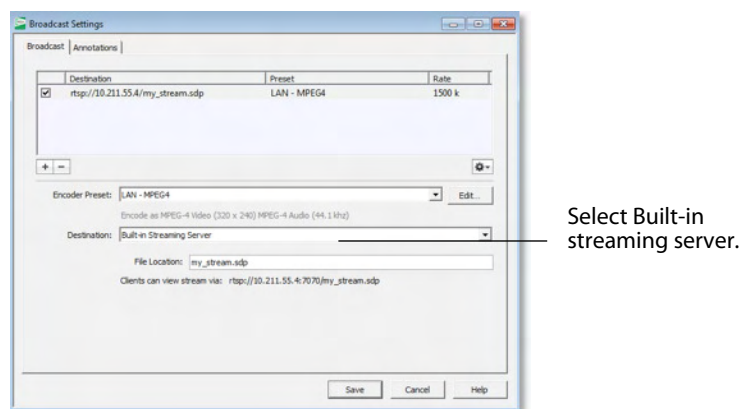 Broadcast Settings
Broadcast Annotations
Destination Preset Rate
rtsp://10.211.55.4/my_stream.sdp LAN - MPEG4 1500 k
+ −
Encoder Preset: LAN - MPEG4 Edit...
Encode as MPEG-4 Video (320 x 240) MPEG-4 Audio (44.1 khz)
Destination: Built-in Streaming Server
File Location: my_stream.sdp
Clients can view stream via: rtsp://10.211.55.4:7070/my_stream.sdp
Save Cancel Help
Select Built-in
streaming server.